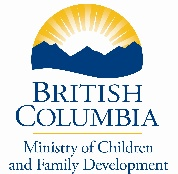 BRITISH
COLUMBIA
Ministry of Children
and Family Development